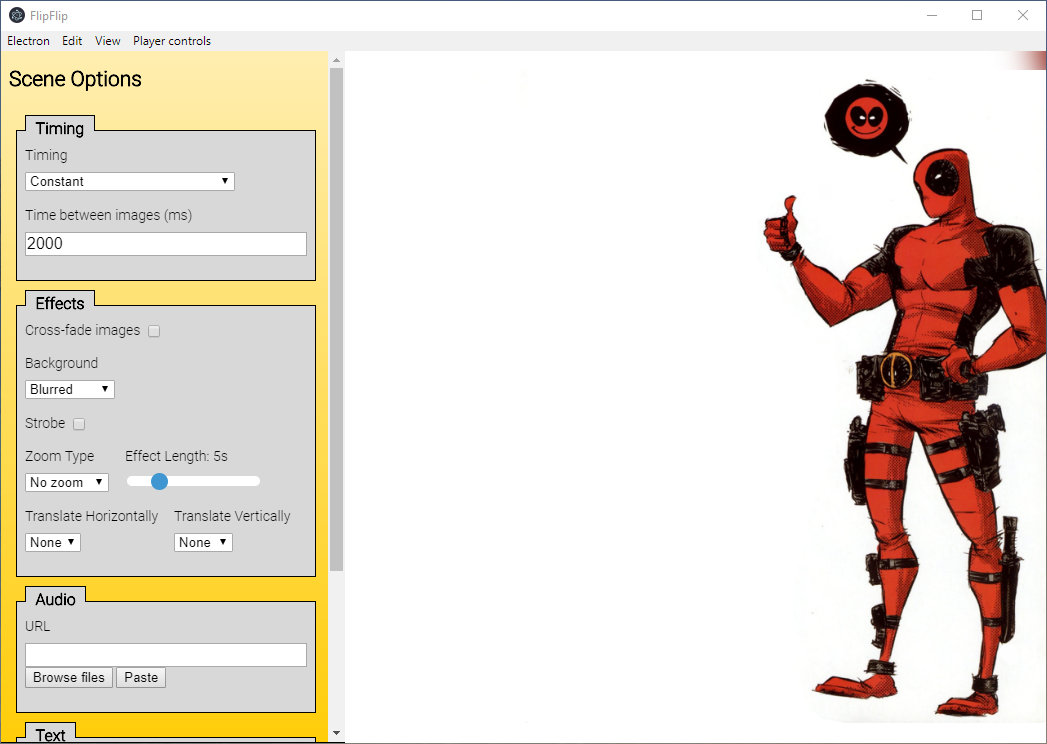 FlipFlip
Electron Edit View Player controls
Scene Options
Timing
Timing
Constant
Time between images (ms)
2000
Effects
Cross-fade images
Background
Blurred
Strobe
Zoom Type Effect Length: 5s
No zoom
Translate Horizontally Translate Vertically
None None
Audio
URL
Browse files Paste
Text